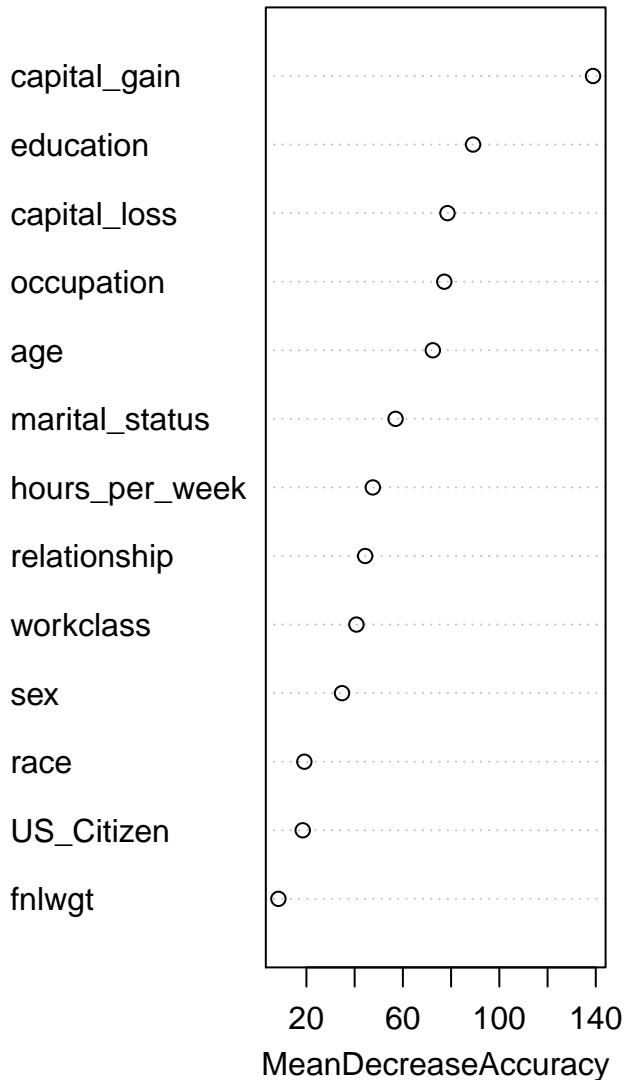 capital_gain
education
capital_loss
occupation
age
marital_status
hours_per_week
relationship
workclass
sex
race
US_Citizen
fnlwgt
20 60 100 140
MeanDecreaseAccuracy